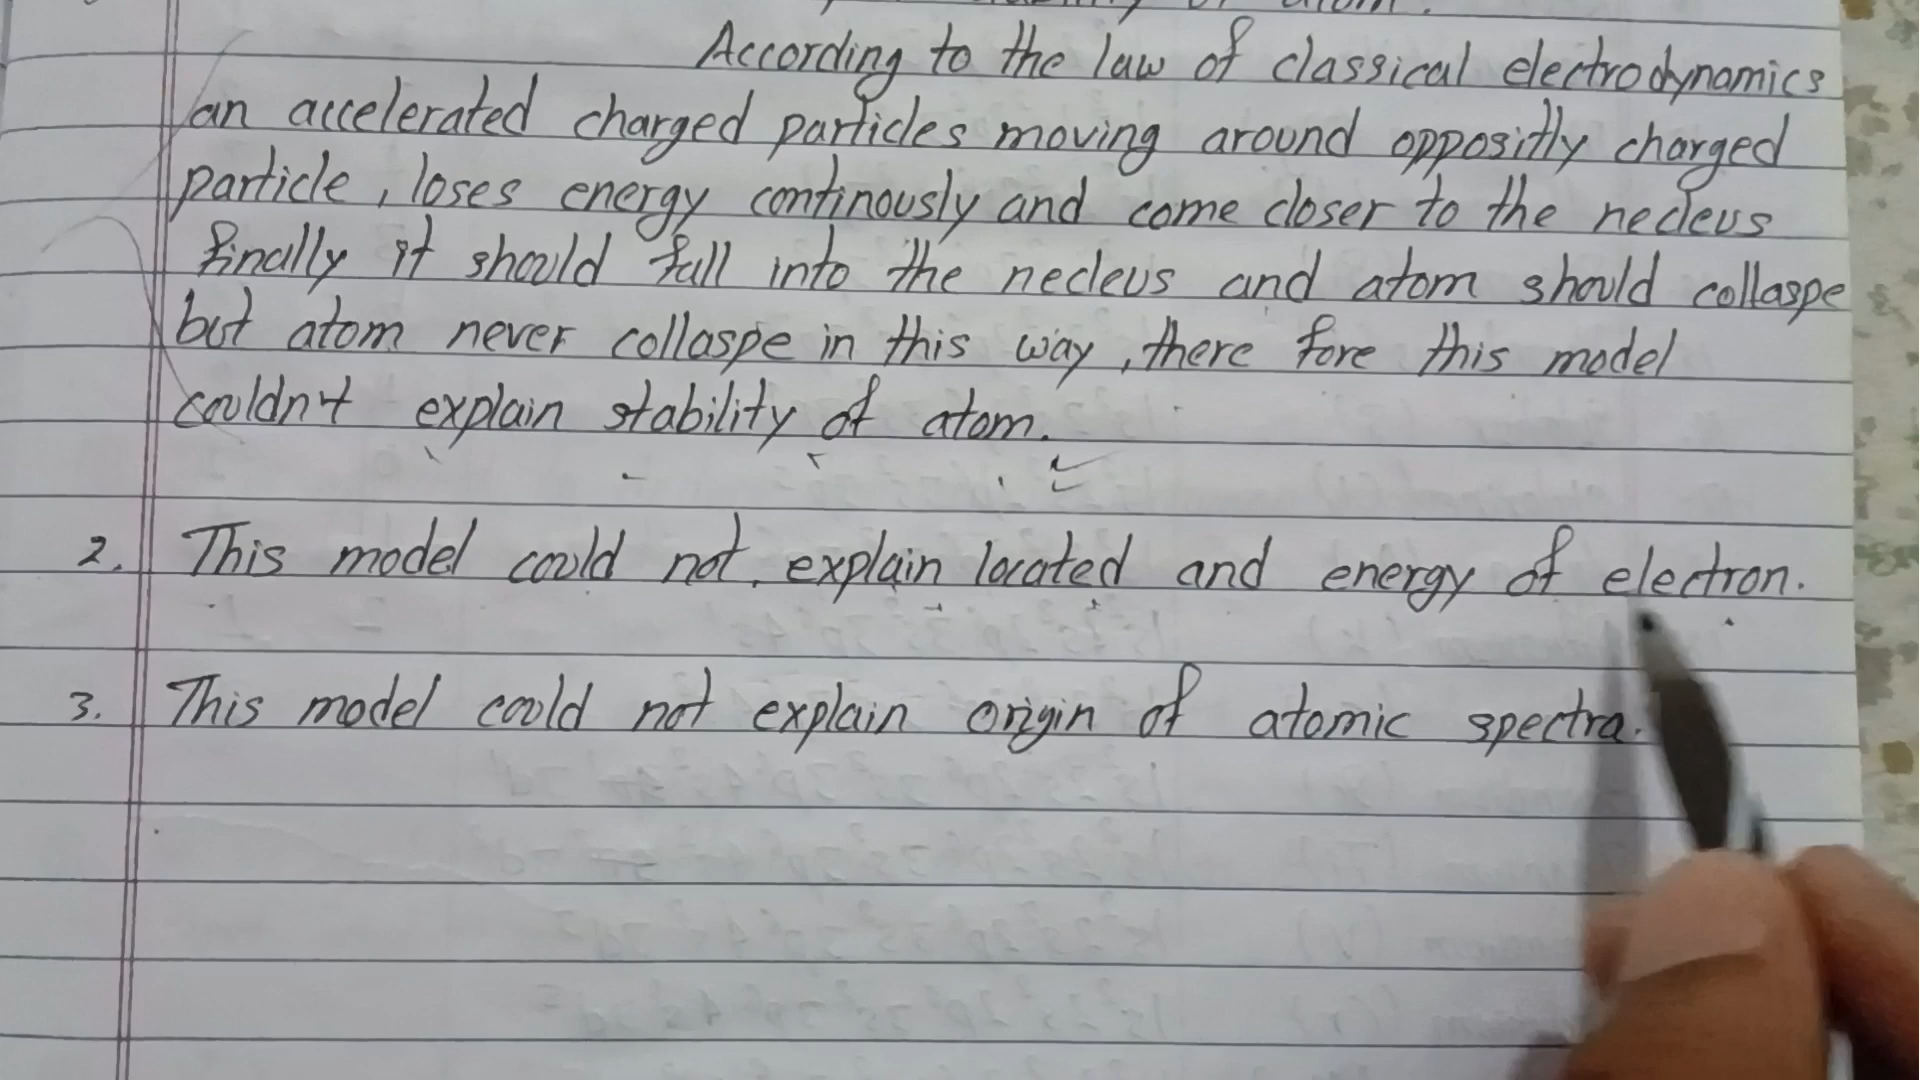 of atom.
According to the law of classical electrodynamics
an accelerated charged particles moving around oppositly charged
particle, loses energy continously and come closer to the necleus
finally it should fall into the necleus and atom should collaspe
but atom never collaspe in this way, there fore this model
couldn't explain stability of atom.
2. This model could not explain located and energy of electron.
3. This model could not explain origin of atomic spectra.